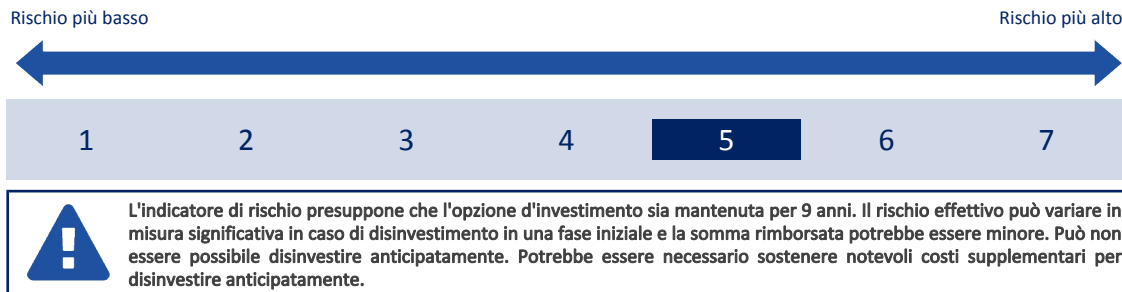 Rischio più basso Rischio più alto
1 2 3 4 5 6 7
L'indicatore di rischio presuppone che l'opzione d'investimento sia mantenuta per 9 anni. Il rischio effettivo può variare in
misura significativa in caso di disinvestimento in una fase iniziale e la somma rimborsata potrebbe essere minore. Può non
essere possibile disinvestire anticipatamente. Potrebbe essere necessario sostenere notevoli costi supplementari per
disinvestire anticipatamente.